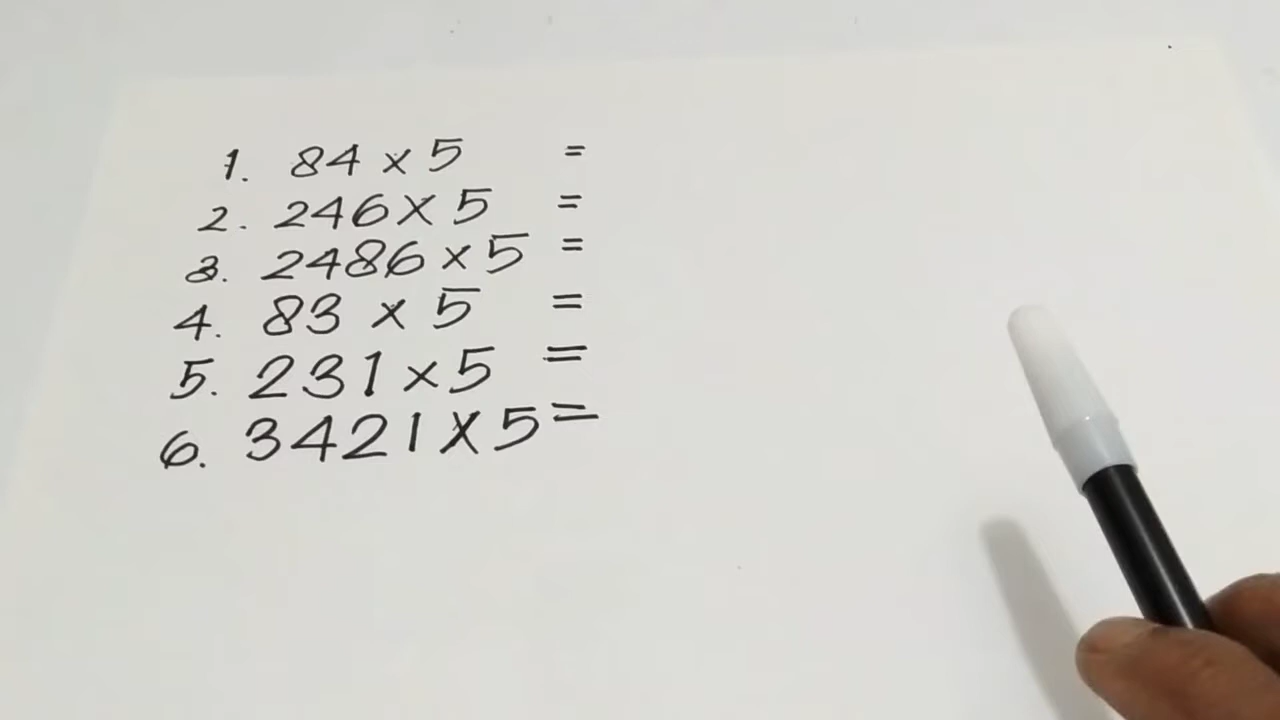 1. 84 x 5 =
2. 246 x 5 =
3. 2486 x 5 =
4. 83 x 5 =
5. 231 x 5 =
6. 3421 x 5 =